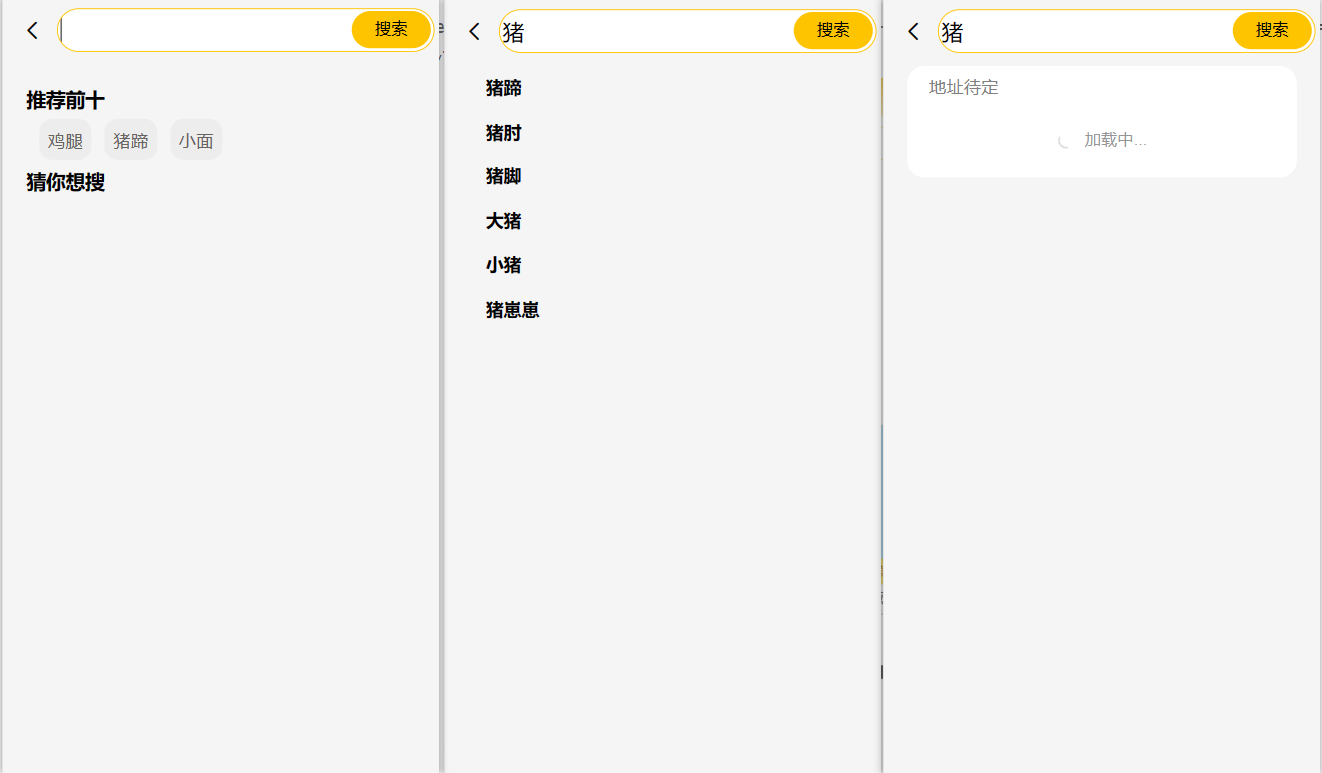 搜索
推荐前十
鸡腿 猪蹄 小面
猜你想搜
猪 搜索
猪蹄
猪肘
猪脚
大猪
小猪
猪崽崽
猪 搜索
地址待定
加载中...